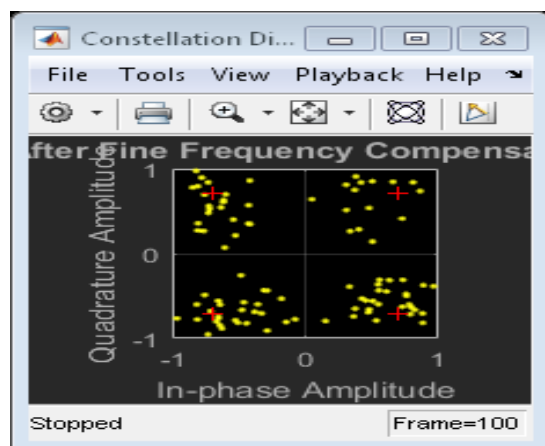 Constellation Di...
File Tools View Playback Help
After Fine Frequency Compensa
Quadrature Amplitude
1
0
-1
-1 0 1
In-phase Amplitude
Stopped Frame=100